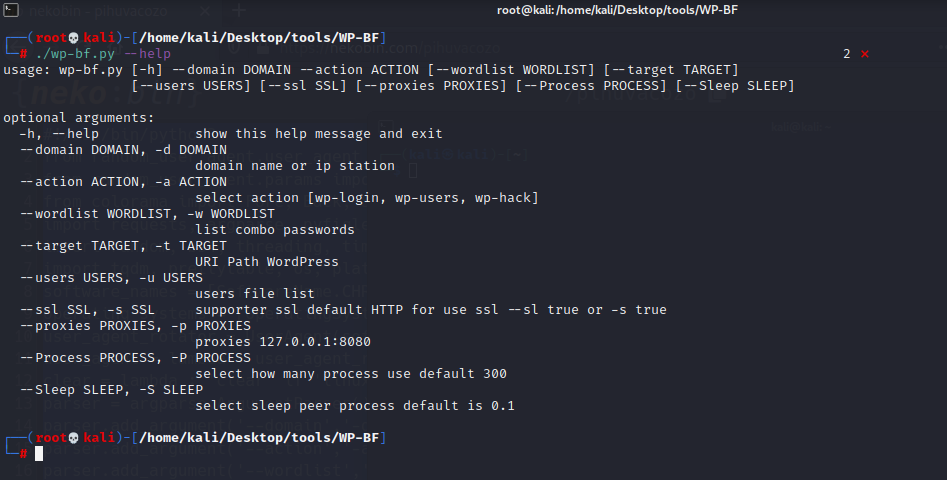 root@kali:/home/kali/Desktop/tools/WP-BF
┌──(root💀kali)-[/home/kali/Desktop/tools/WP-BF]
└─# ./wp-bf.py --help 2 ⨯
usage: wp-bf.py [-h] --domain DOMAIN --action ACTION [--wordlist WORDLIST] [--target TARGET]
[--users USERS] [--ssl SSL] [--proxies PROXIES] [--Process PROCESS] [--Sleep SLEEP]
optional arguments:
-h, --help show this help message and exit
--domain DOMAIN, -d DOMAIN
domain name or ip station
--action ACTION, -a ACTION
select action [wp-login, wp-users, wp-hack]
--wordlist WORDLIST, -w WORDLIST
list combo passwords
--target TARGET, -t TARGET
URI Path WordPress
--users USERS, -u USERS
users file list
--ssl SSL, -s SSL supporter ssl default HTTP for use ssl --sl true or -s true
--proxies PROXIES, -p PROXIES
proxies 127.0.0.1:8080
--Process PROCESS, -P PROCESS
select how many process use default 300
--Sleep SLEEP, -S SLEEP
select sleep peer process default is 0.1
┌──(root💀kali)-[/home/kali/Desktop/tools/WP-BF]
└─#